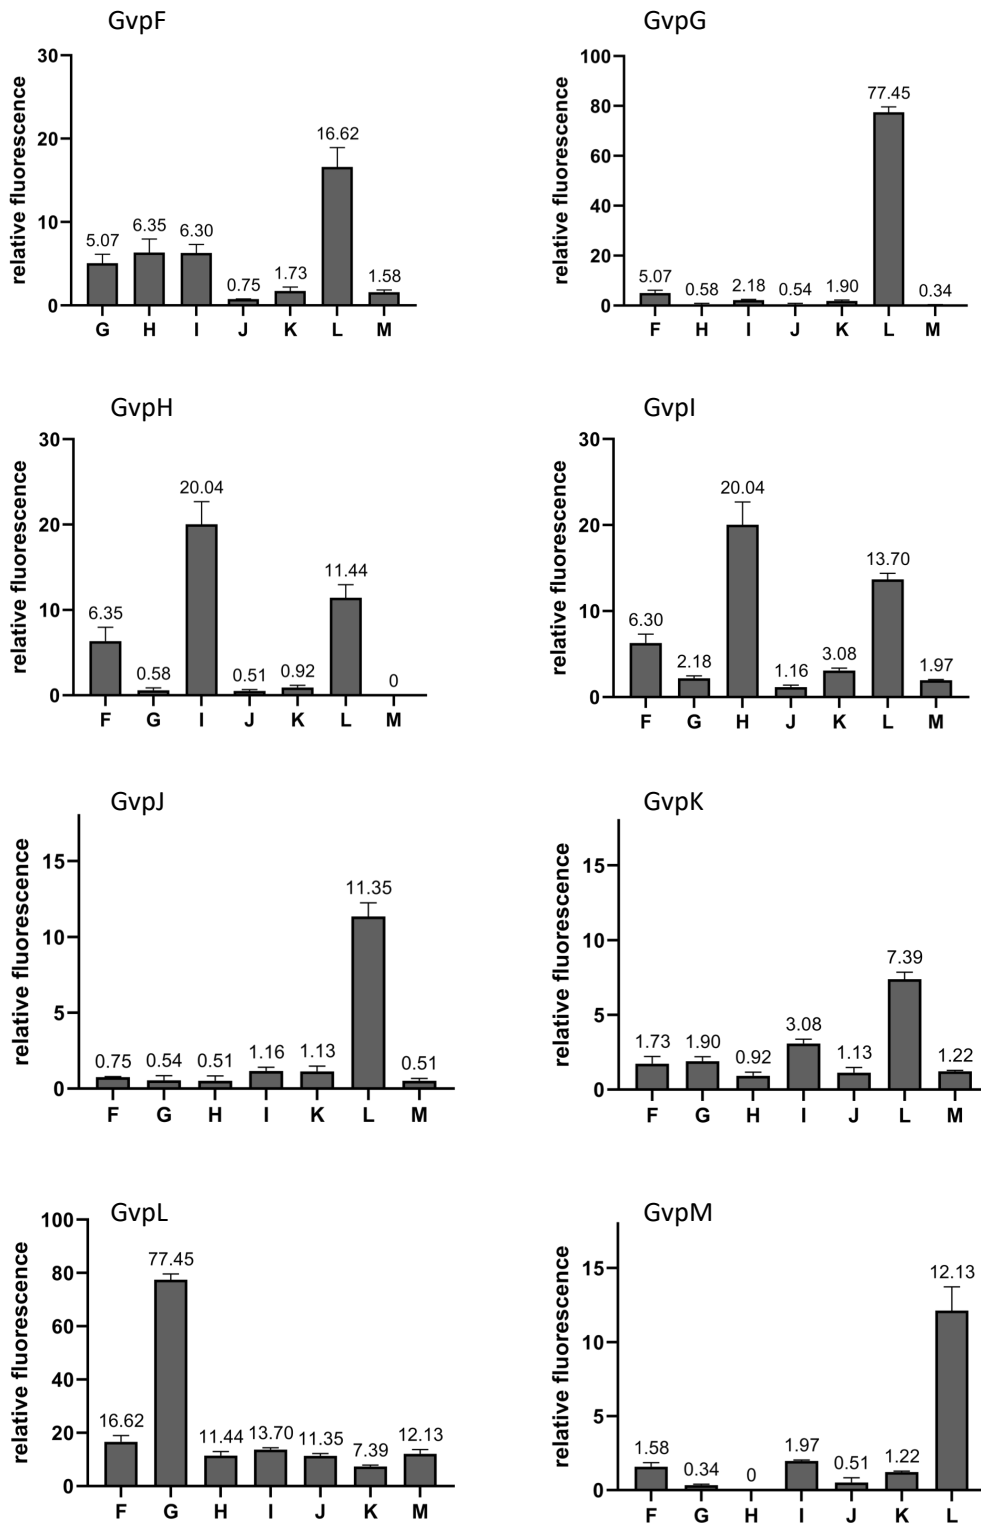 GvpF
relative fluorescence
30
20
10
0
5.07 6.35 6.30 0.75 1.73 16.62 1.58
G H I J K L M
GvpG
relative fluorescence
100
80
60
40
20
0
5.07 0.58 2.18 0.54 1.90 77.45 0.34
F H I J K L M
GvpH
relative fluorescence
30
20
10
0
6.35 0.58 20.04 0.51 0.92 11.44 0
F G I J K L M
GvpI
relative fluorescence
30
20
10
0
6.30 2.18 20.04 1.16 3.08 13.70 1.97
F G H J K L M
GvpJ
relative fluorescence
15
10
5
0
0.75 0.54 0.51 1.16 1.13 11.35 0.51
F G H I K L M
GvpK
relative fluorescence
15
10
5
0
1.73 1.90 0.92 3.08 1.13 7.39 1.22
F G H I J L M
GvpL
relative fluorescence
100
80
60
40
20
0
16.62 77.45 11.44 13.70 11.35 7.39 12.13
F G H I J K M
GvpM
relative fluorescence
15
10
5
0
1.58 0.34 0 1.97 0.51 1.22 12.13
F G H I J K L